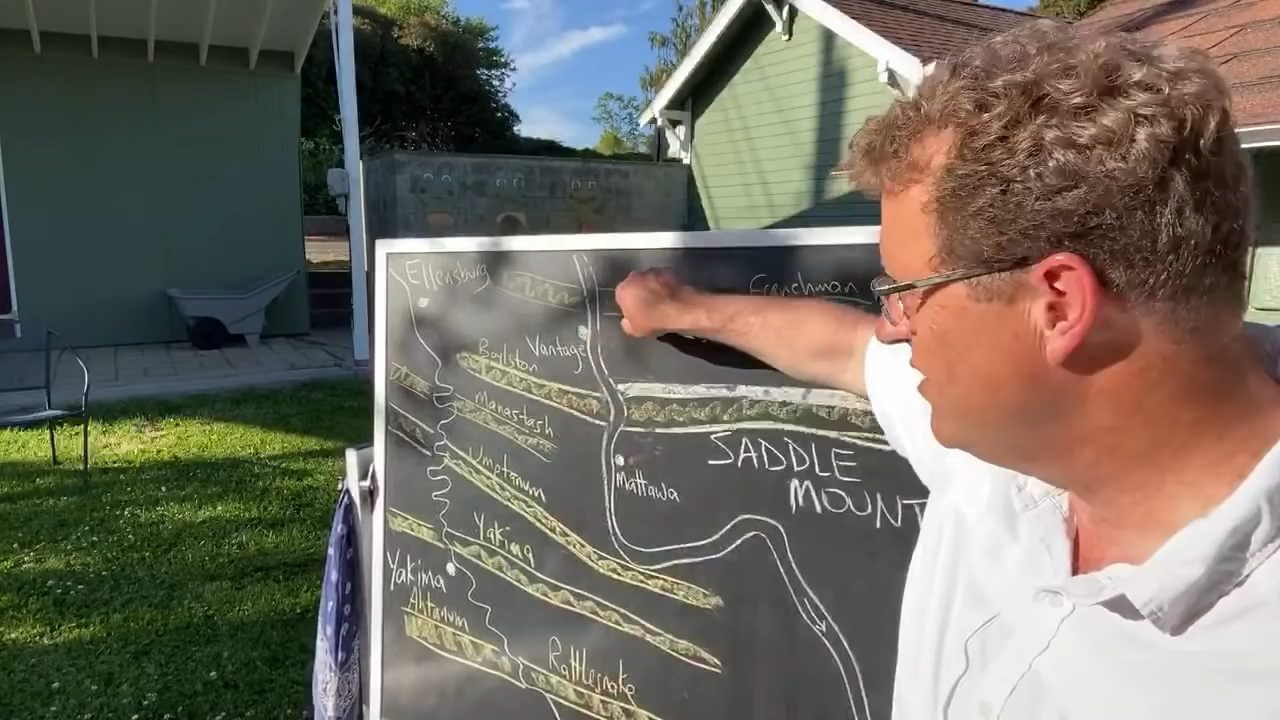 Ellensburg
Frenchman
Vantage
Boylston
Manastash
SADDLE
MOUNT
Umptanum
Mattawa
Yakima
Yakima
Ahtanum
Rattlesnake